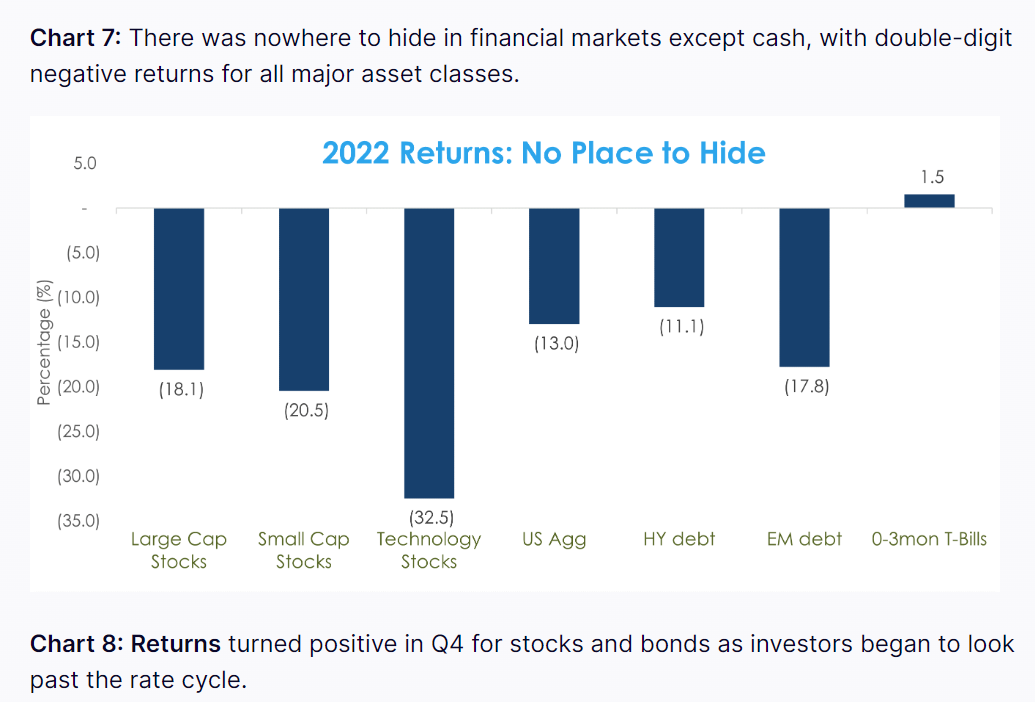 Chart 7: There was nowhere to hide in financial markets except cash, with double-digit
negative returns for all major asset classes.
2022 Returns: No Place to Hide
Percentage (%)
5.0
-
(5.0)
(10.0)
(15.0)
(20.0)
(25.0)
(30.0)
(35.0)
(18.1)
(20.5)
(32.5)
(13.0)
(11.1)
(17.8)
1.5
Large Cap
Stocks
Small Cap
Stocks
Technology
Stocks
US Agg
HY debt
EM debt
0-3mon T-Bills
Chart 8: Returns turned positive in Q4 for stocks and bonds as investors began to look
past the rate cycle.